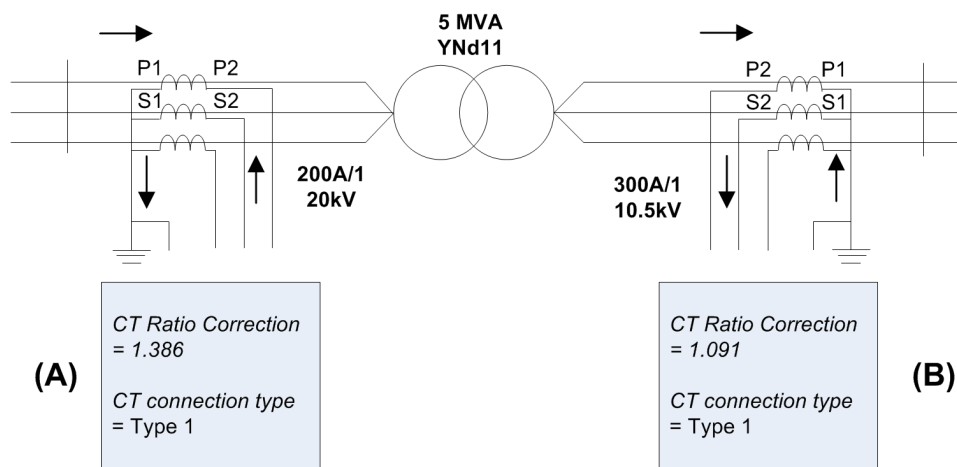 5 MVA
YNd11
P1 P2
S1 S2
P2 P1
S2 S1
200A/1
20kV
300A/1
10.5kV
(A)
CT Ratio Correction
= 1.386
CT connection type
= Type 1
CT Ratio Correction
= 1.091
CT connection type
= Type 1
(B)